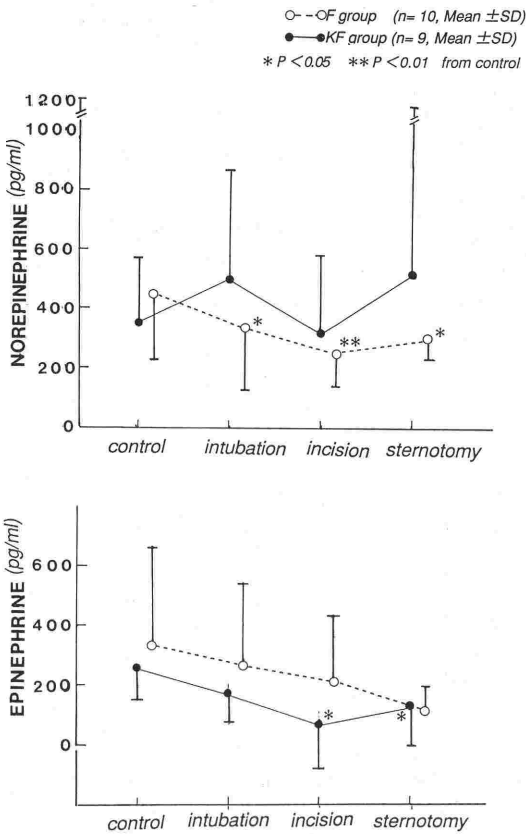 ○--○F group (n= 10, Mean ±SD)
●—●KF group (n= 9, Mean ±SD)
* P <0.05 ** P <0.01 from control
NOREPINEPHRINE (pg/ml)
1200
1000
800
600
400
200
0
*
**
*
control intubation incision sternotomy
EPINEPHRINE (pg/ml)
600
400
200
0
*
*
control intubation incision sternotomy